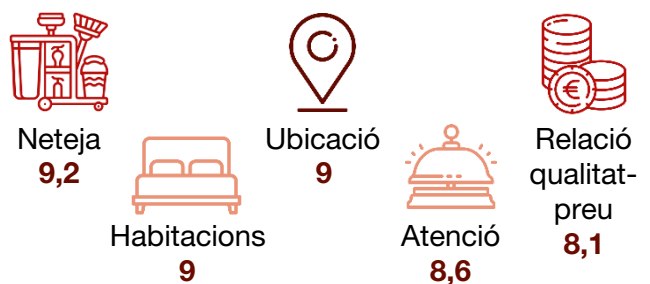 Neteja
9,2
Habitacions
9
Ubicació
9
Atenció
8,6
Relació
qualitat-
preu
8,1